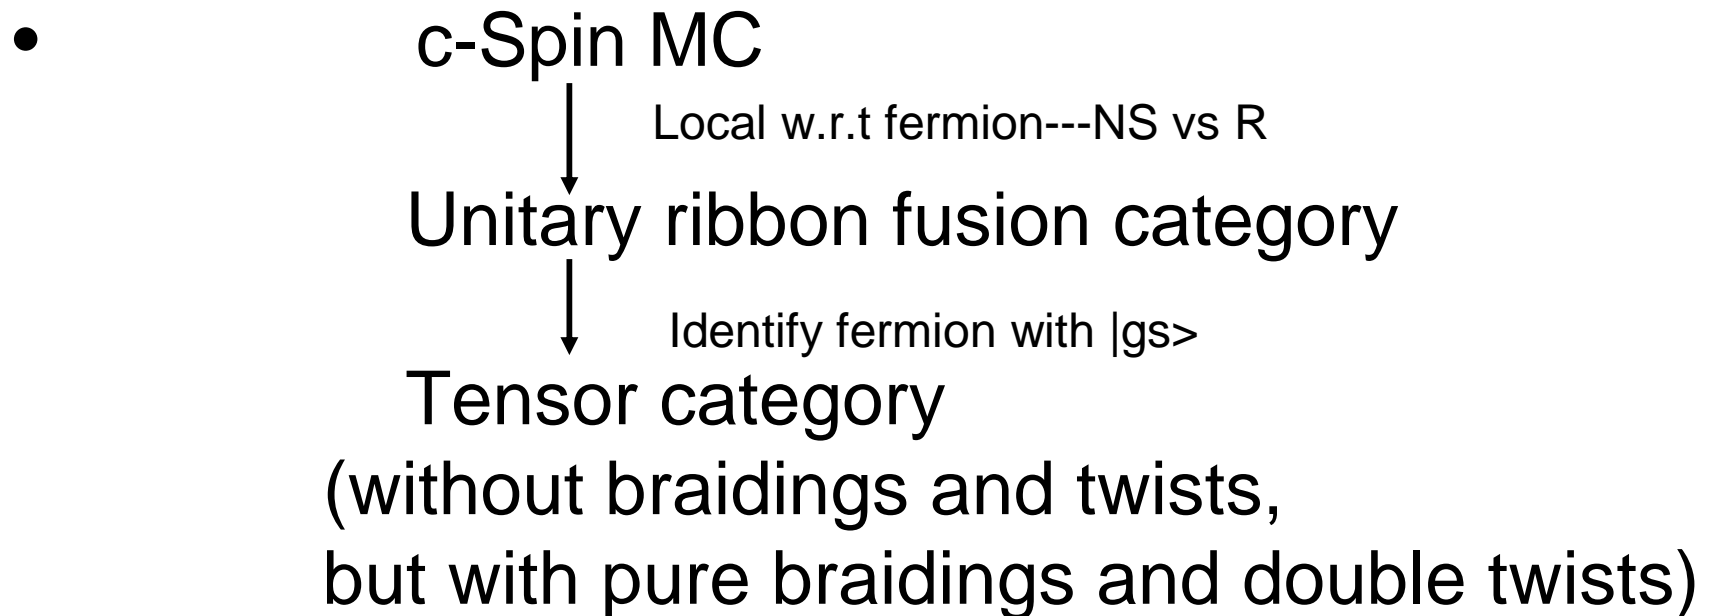 • c-Spin MC
Local w.r.t fermion---NS vs R
Unitary ribbon fusion category
Identify fermion with |gs>
Tensor category
(without braidings and twists,
but with pure braidings and double twists)